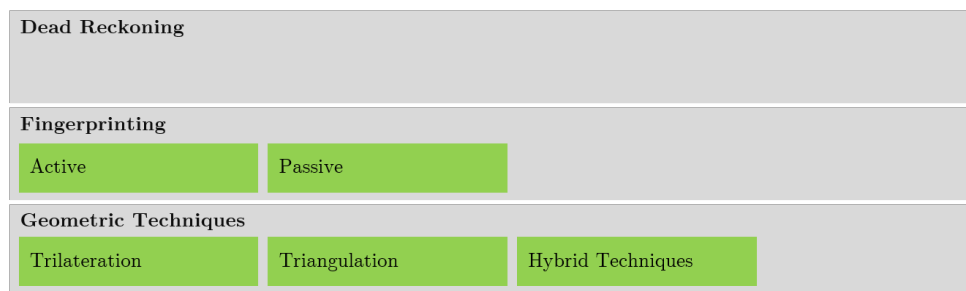 Dead Reckoning
Fingerprinting
Active
Passive
Geometric Techniques
Trilateration
Triangulation
Hybrid Techniques